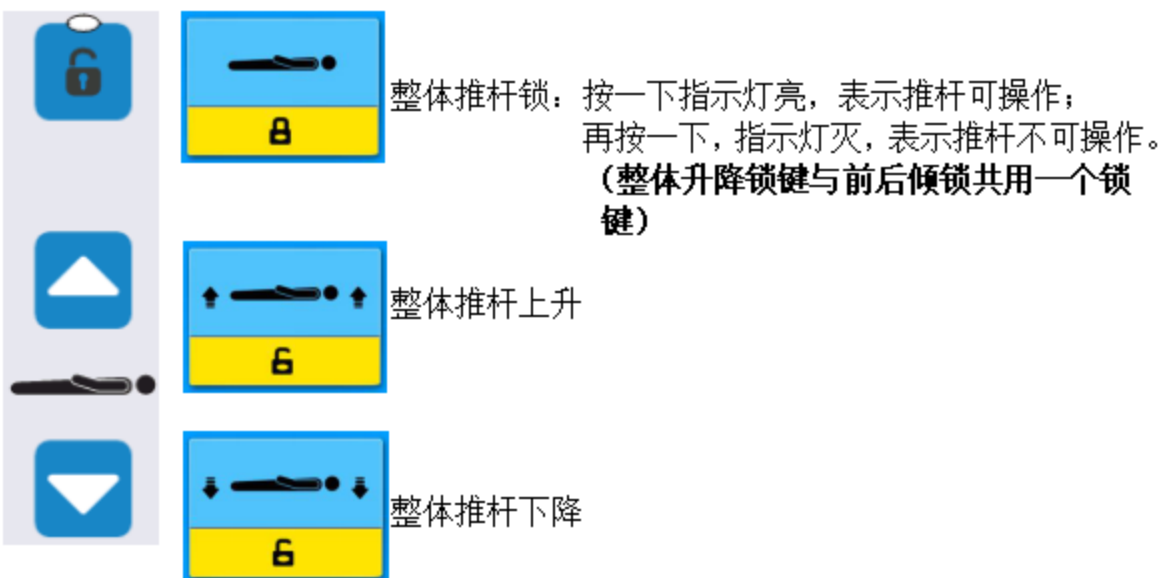 整体推杆锁：按一下指示灯亮，表示推杆可操作；
再按一下，指示灯灭，表示推杆不可操作。
（整体升降锁键与前后倾锁共用一个锁
键）
整体推杆上升
整体推杆下降